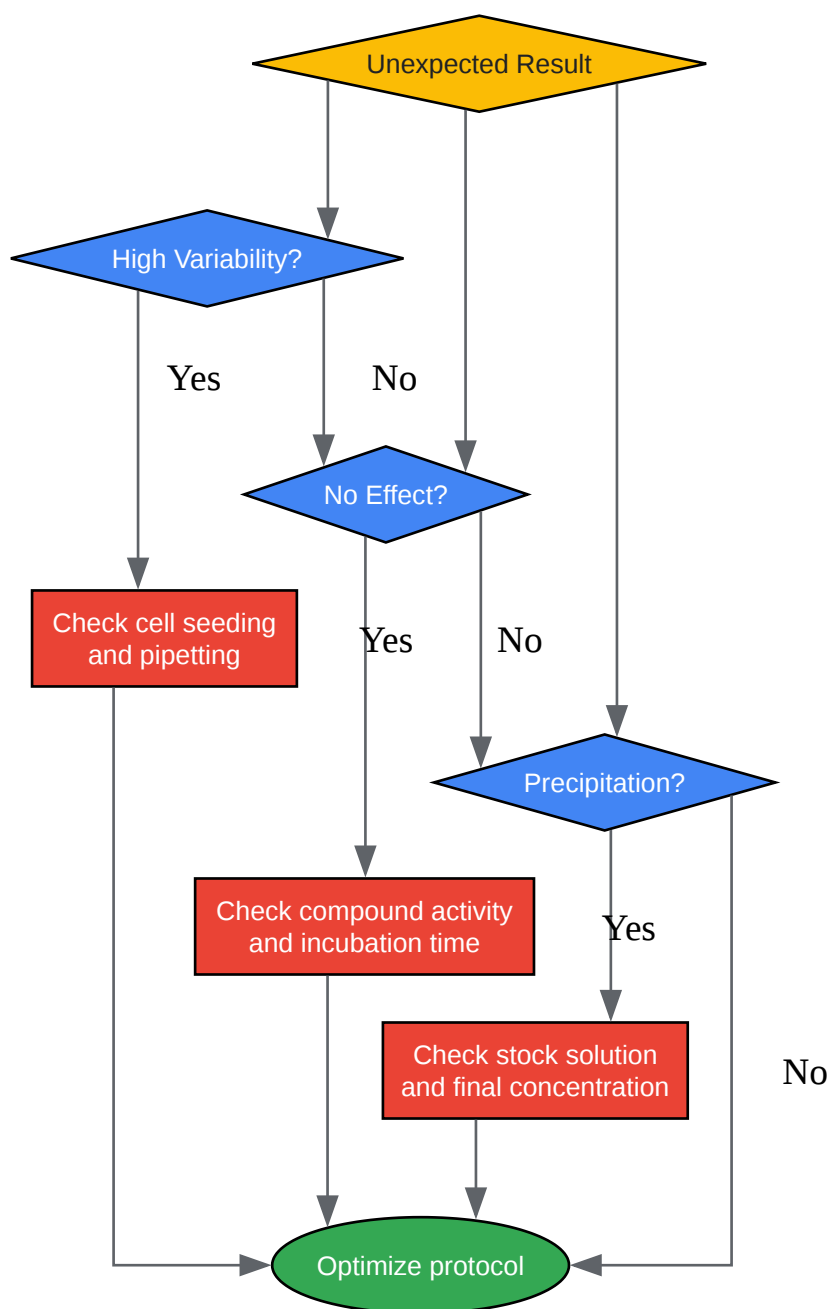 Unexpected Result
High Variability?
Yes
No
No Effect?
Check cell seeding
and pipetting
Yes
No
Precipitation?
Check compound activity
and incubation time
Yes
Check stock solution
and final concentration
No
Optimize protocol